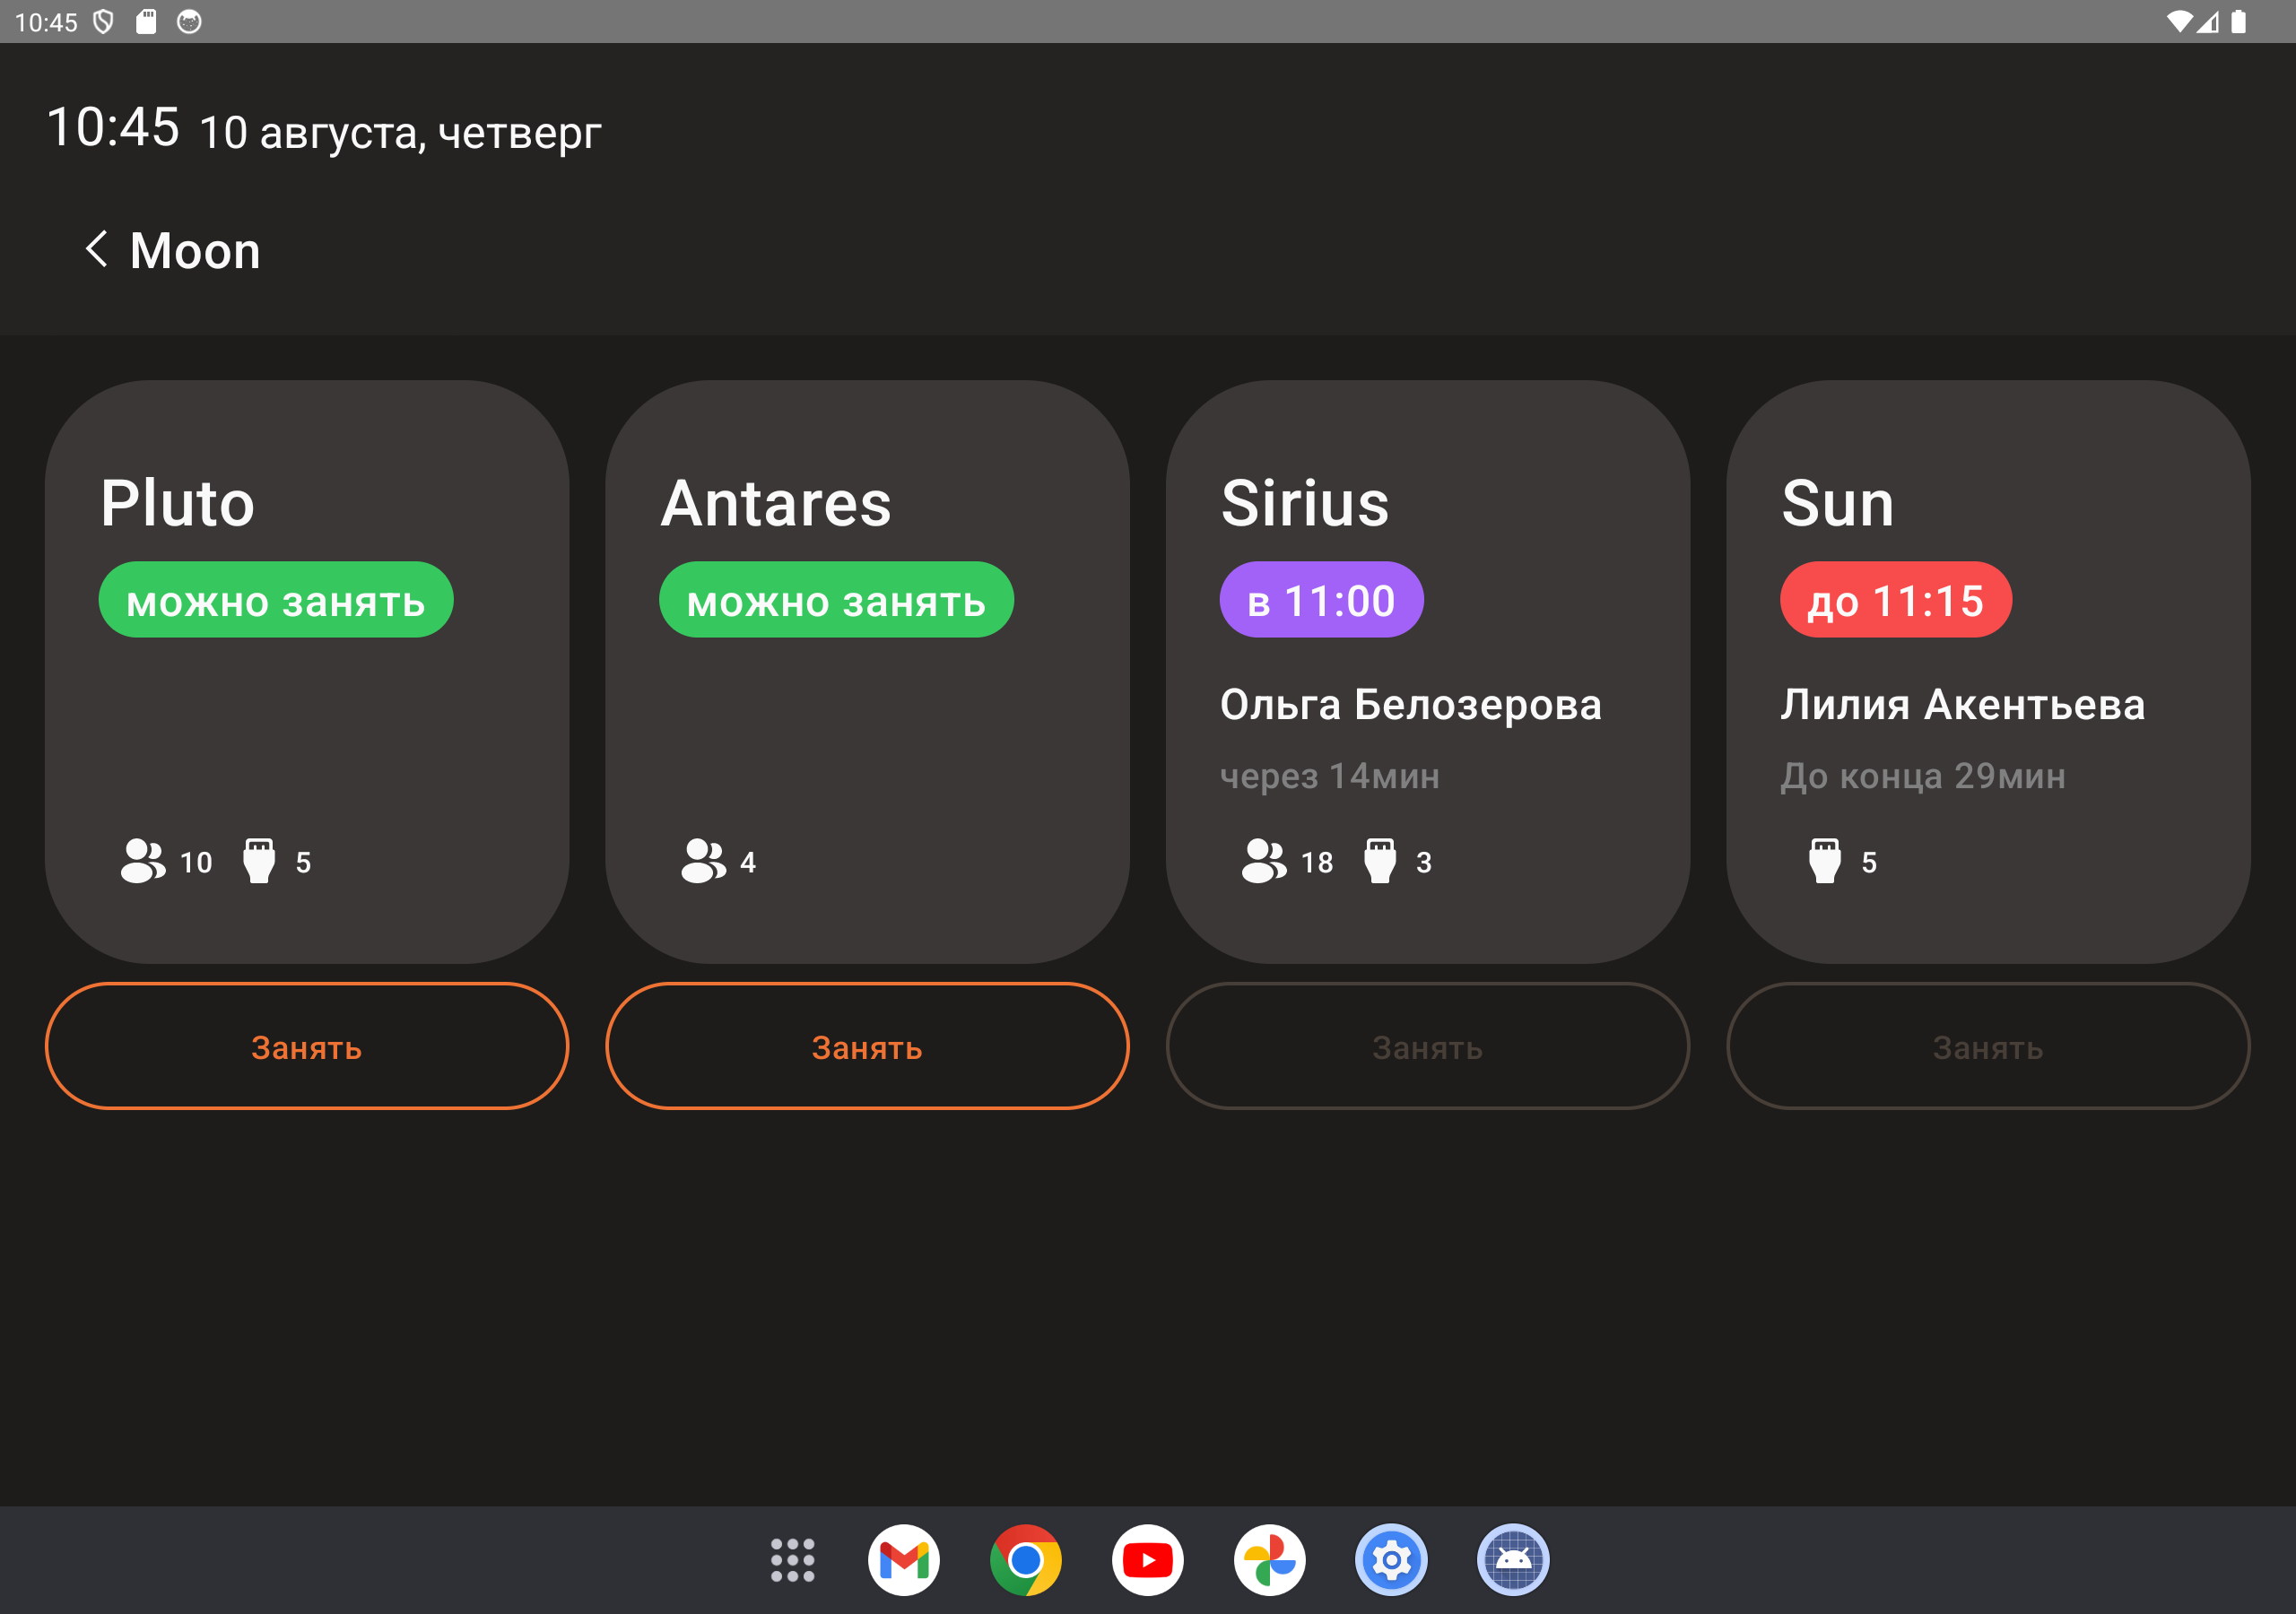 10:45
10:45 10 августа, четверг
Moon
Pluto
можно занять
10 5
Занять
Antares
можно занять
4
Занять
Sirius
в 11:00
Ольга Белозерова
через 14мин
18 3
Занять
Sun
до 11:15
Лилия Акентьева
До конца 29мин
5
Занять